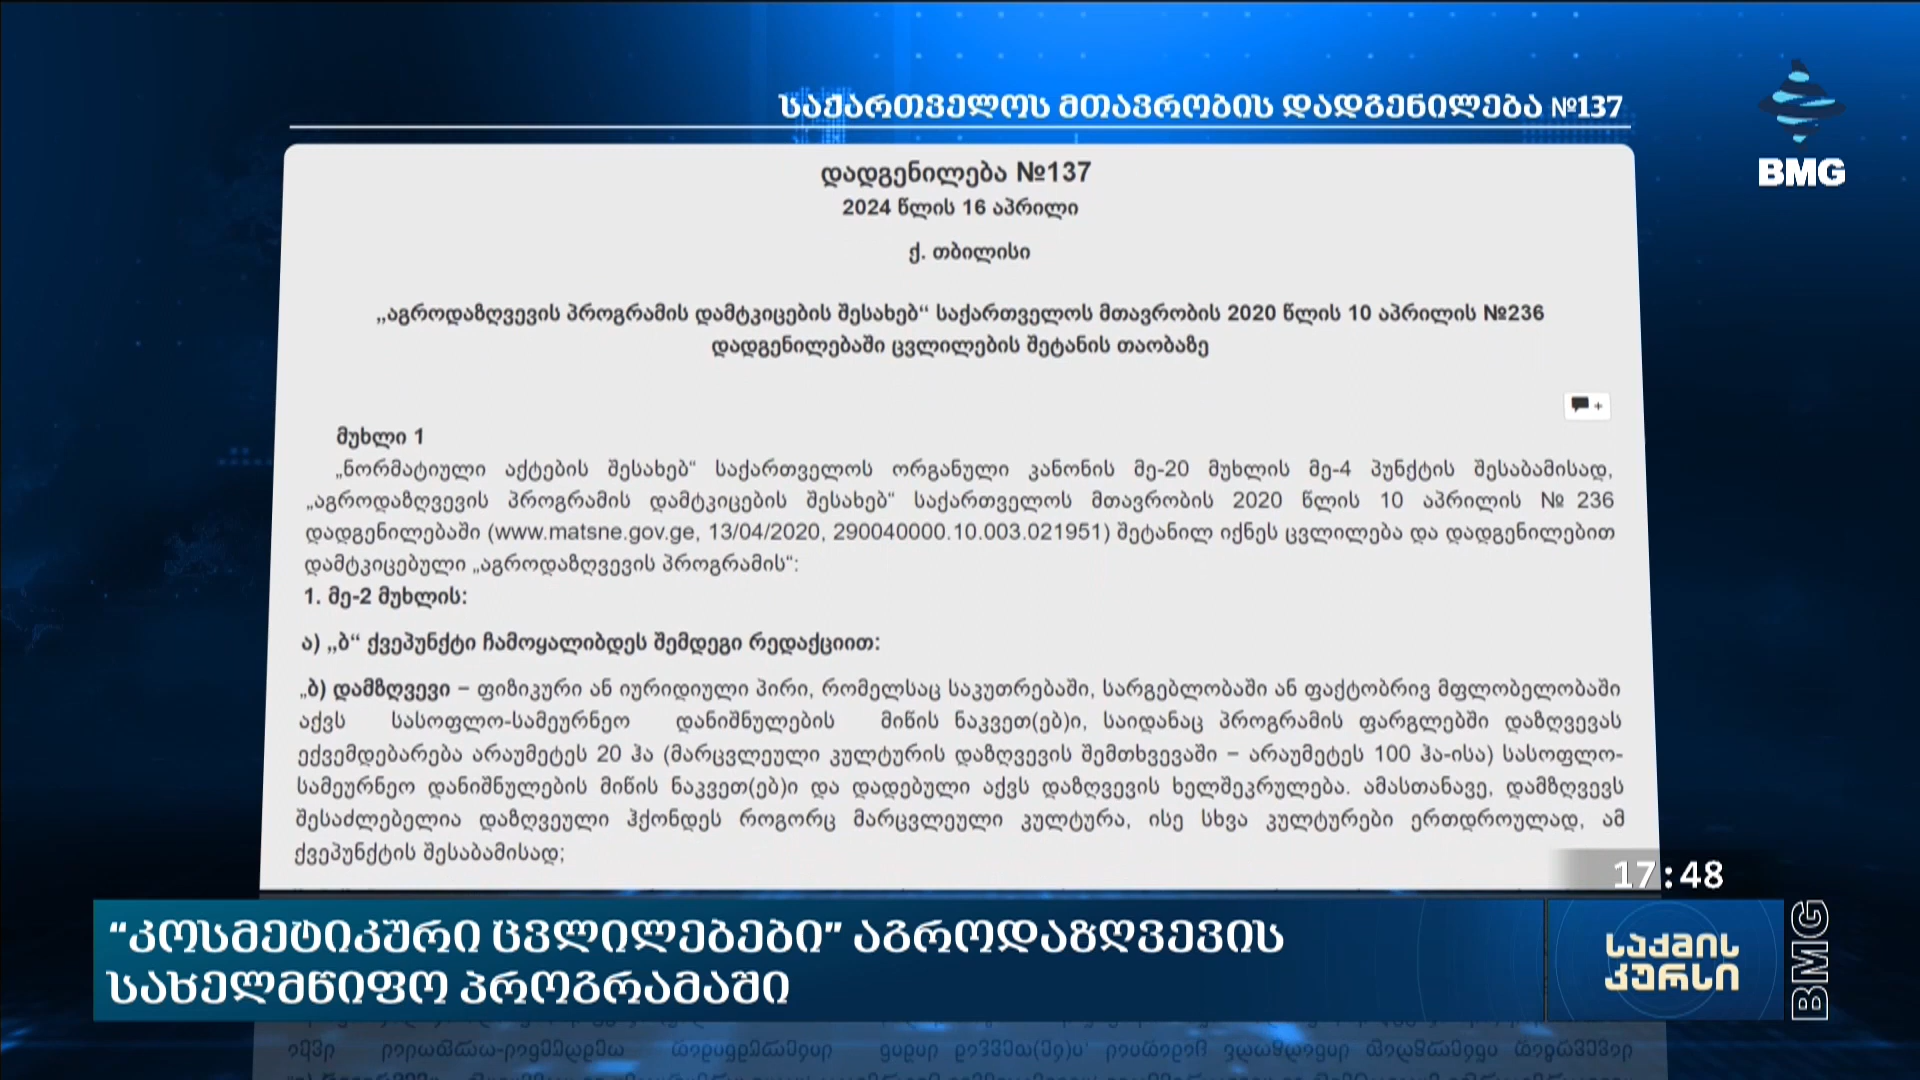 საქართველოს მთავრობის დადგენილება №137
BMG
დადგენილება №137
2024 წლის 16 აპრილი
ქ. თბილისი
„აგროდაზღვევის პროგრამის დამტკიცების შესახებ“ საქართველოს მთავრობის 2020 წლის 10 აპრილის №236
დადგენილებაში ცვლილების შეტანის თაობაზე
+
მუხლი 1
„ნორმატიული აქტების შესახებ“ საქართველოს ორგანული კანონის მე-20 მუხლის მე-4 პუნქტის შესაბამისად,
„აგროდაზღვევის პროგრამის დამტკიცების შესახებ“ საქართველოს მთავრობის 2020 წლის 10 აპრილის № 236
დადგენილებაში (www.matsne.gov.ge, 13/04/2020, 290040000.10.003.021951) შეტანილ იქნეს ცვლილება და დადგენილებით
დამტკიცებული „აგროდაზღვევის პროგრამის“:
1. მე-2 მუხლის:
ა) „ბ“ ქვეპუნქტი ჩამოყალიბდეს შემდეგი რედაქციით:
„ბ) დამზღვევი – ფიზიკური ან იურიდიული პირი, რომელსაც საკუთრებაში, სარგებლობაში ან ფაქტობრივ მფლობელობაში
აქვს სასოფლო-სამეურნეო დანიშნულების მიწის ნაკვეთ(ებ)ი, საიდანაც პროგრამის ფარგლებში დაზღვევას
ექვემდებარება არაუმეტეს 20 ჰა (მარცვლეული კულტურის დაზღვევის შემთხვევაში – არაუმეტეს 100 ჰა-ისა) სასოფლო-
სამეურნეო დანიშნულების მიწის ნაკვეთ(ებ)ი და დადებული აქვს დაზღვევის ხელშეკრულება. ამასთანავე, დამზღვევს
შესაძლებელია დაზღვეული ჰქონდეს როგორც მარცვლეული კულტურა, ისე სხვა კულტურები ერთდროულად, ამ
ქვეპუნქტის შესაბამისად;
17:48
“კოსმეტიკური ცვლილებები” აგროდაზღვევის
სახელმწიფო პროგრამაში
საქმის
კურსი
BMG